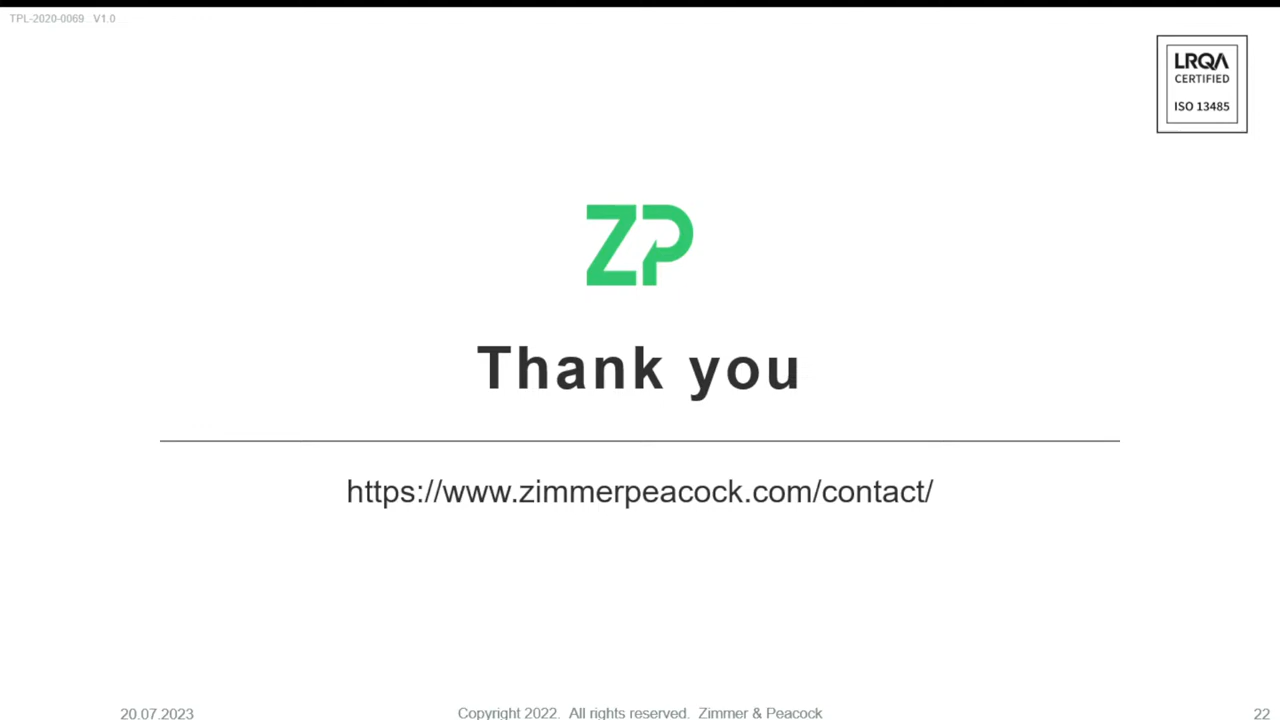 TPL-2020-0069 V1.0
LRQA
CERTIFIED
ISO 13485
ZP
Thank you
https://www.zimmerpeacock.com/contact/
20.07.2023
Copyright 2022. All rights reserved. Zimmer & Peacock
22